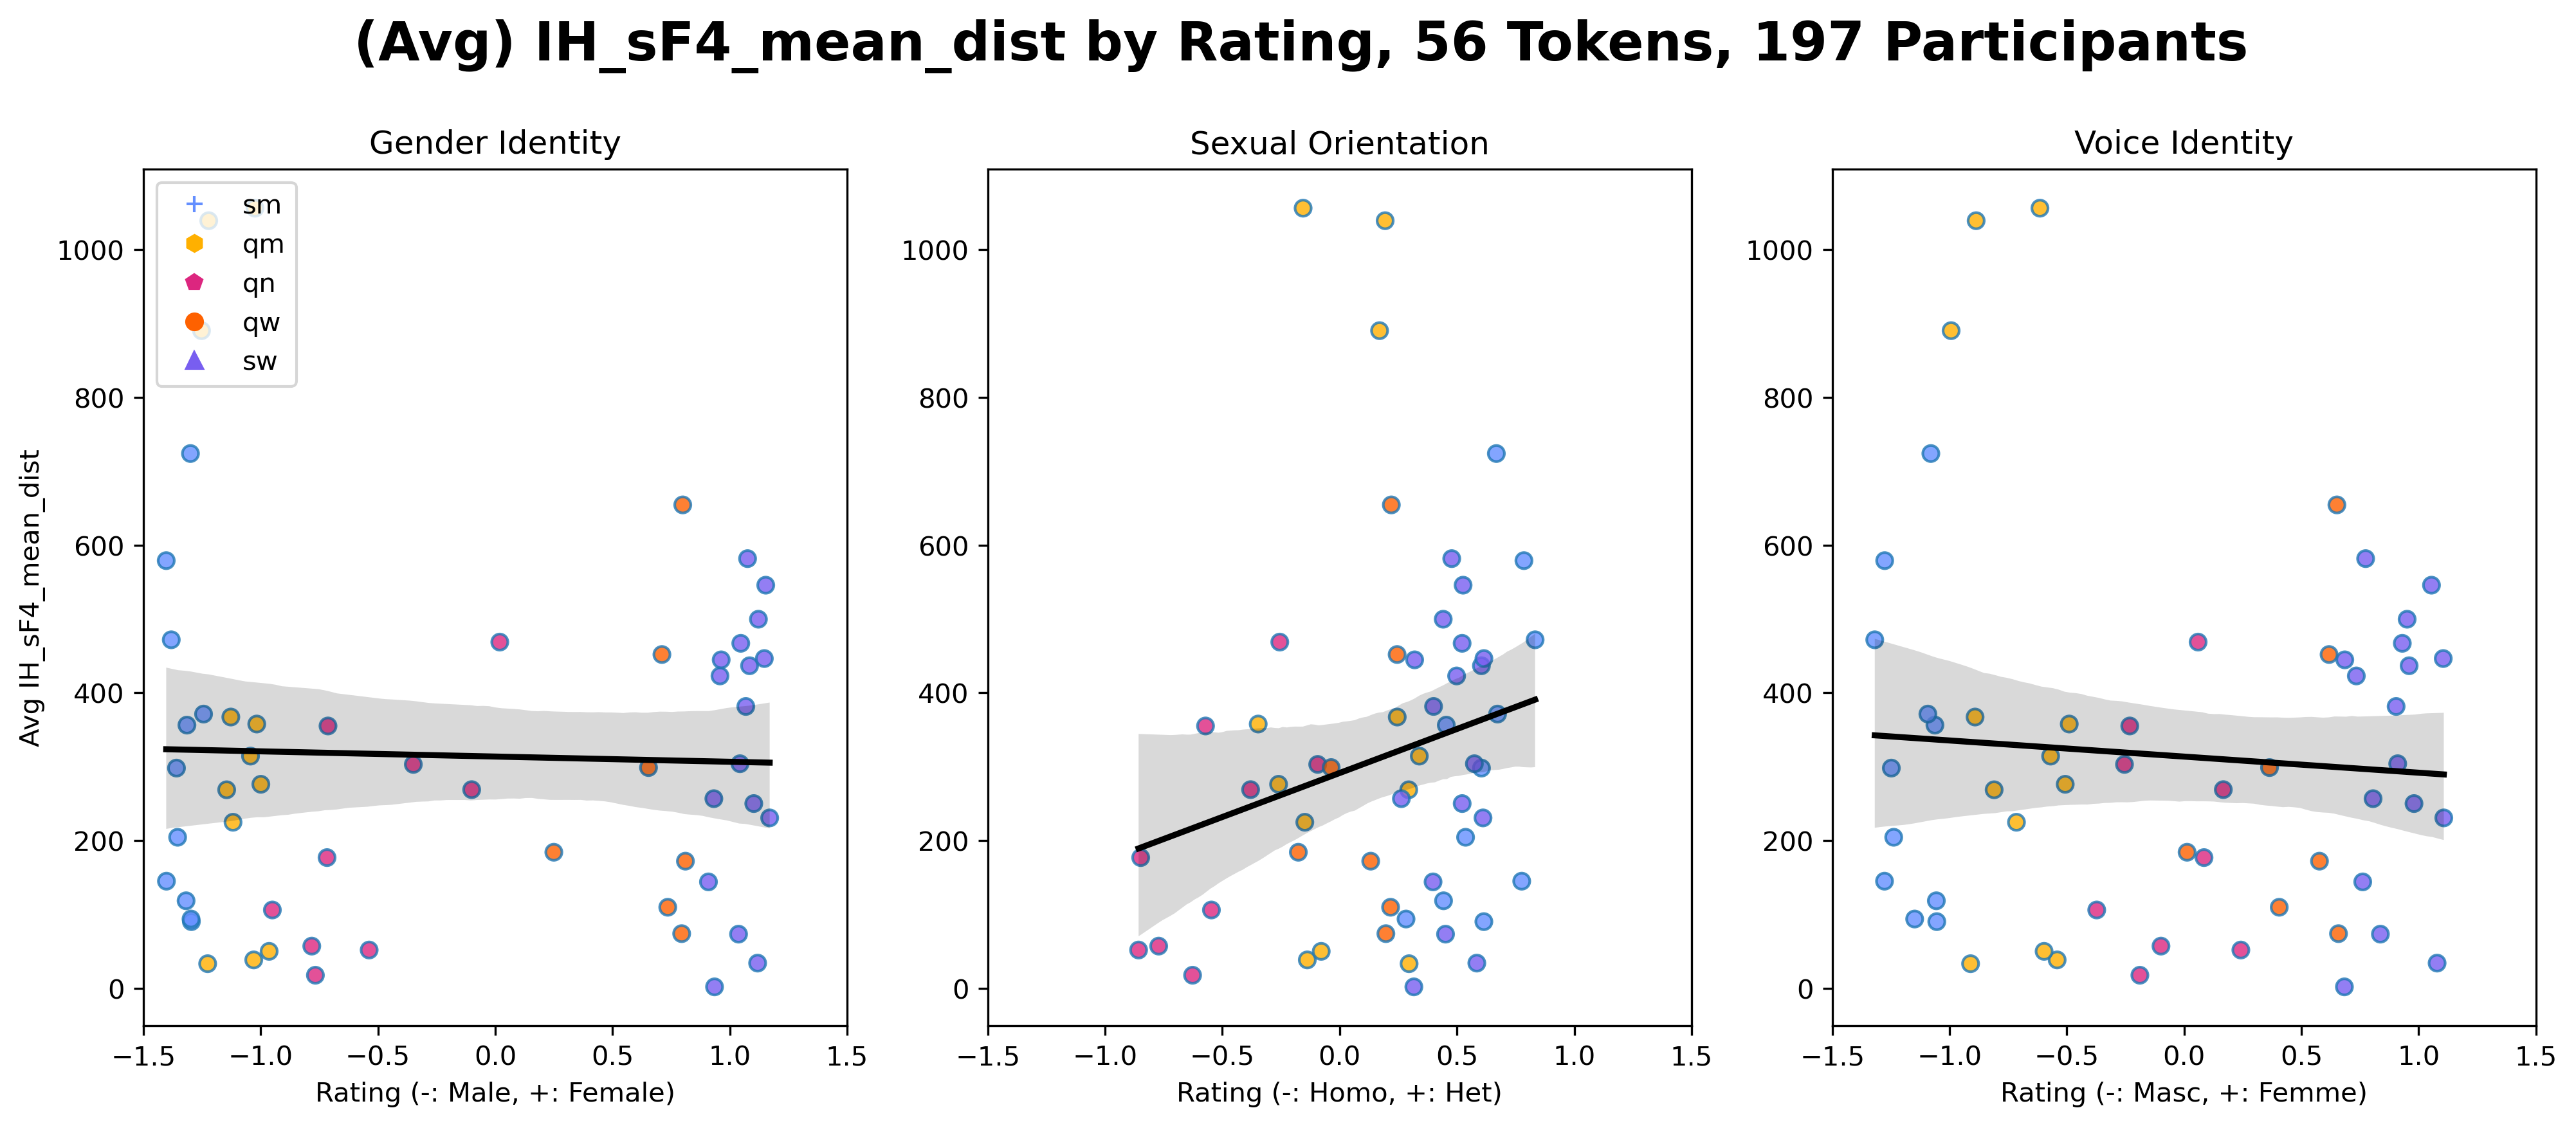 (Avg) IH_sF4_mean_dist by Rating, 56 Tokens, 197 Participants
Gender Identity
Sexual Orientation
Voice Identity
sm
qm
qn
qw
sw
Avg IH_sF4_mean_dist
1000
800
600
400
200
0
−1.5 −1.0 −0.5 0.0 0.5 1.0 1.5
Rating (-: Male, +: Female)
1000
800
600
400
200
0
−1.5 −1.0 −0.5 0.0 0.5 1.0 1.5
Rating (-: Homo, +: Het)
1000
800
600
400
200
0
−1.5 −1.0 −0.5 0.0 0.5 1.0 1.5
Rating (-: Masc, +: Femme)